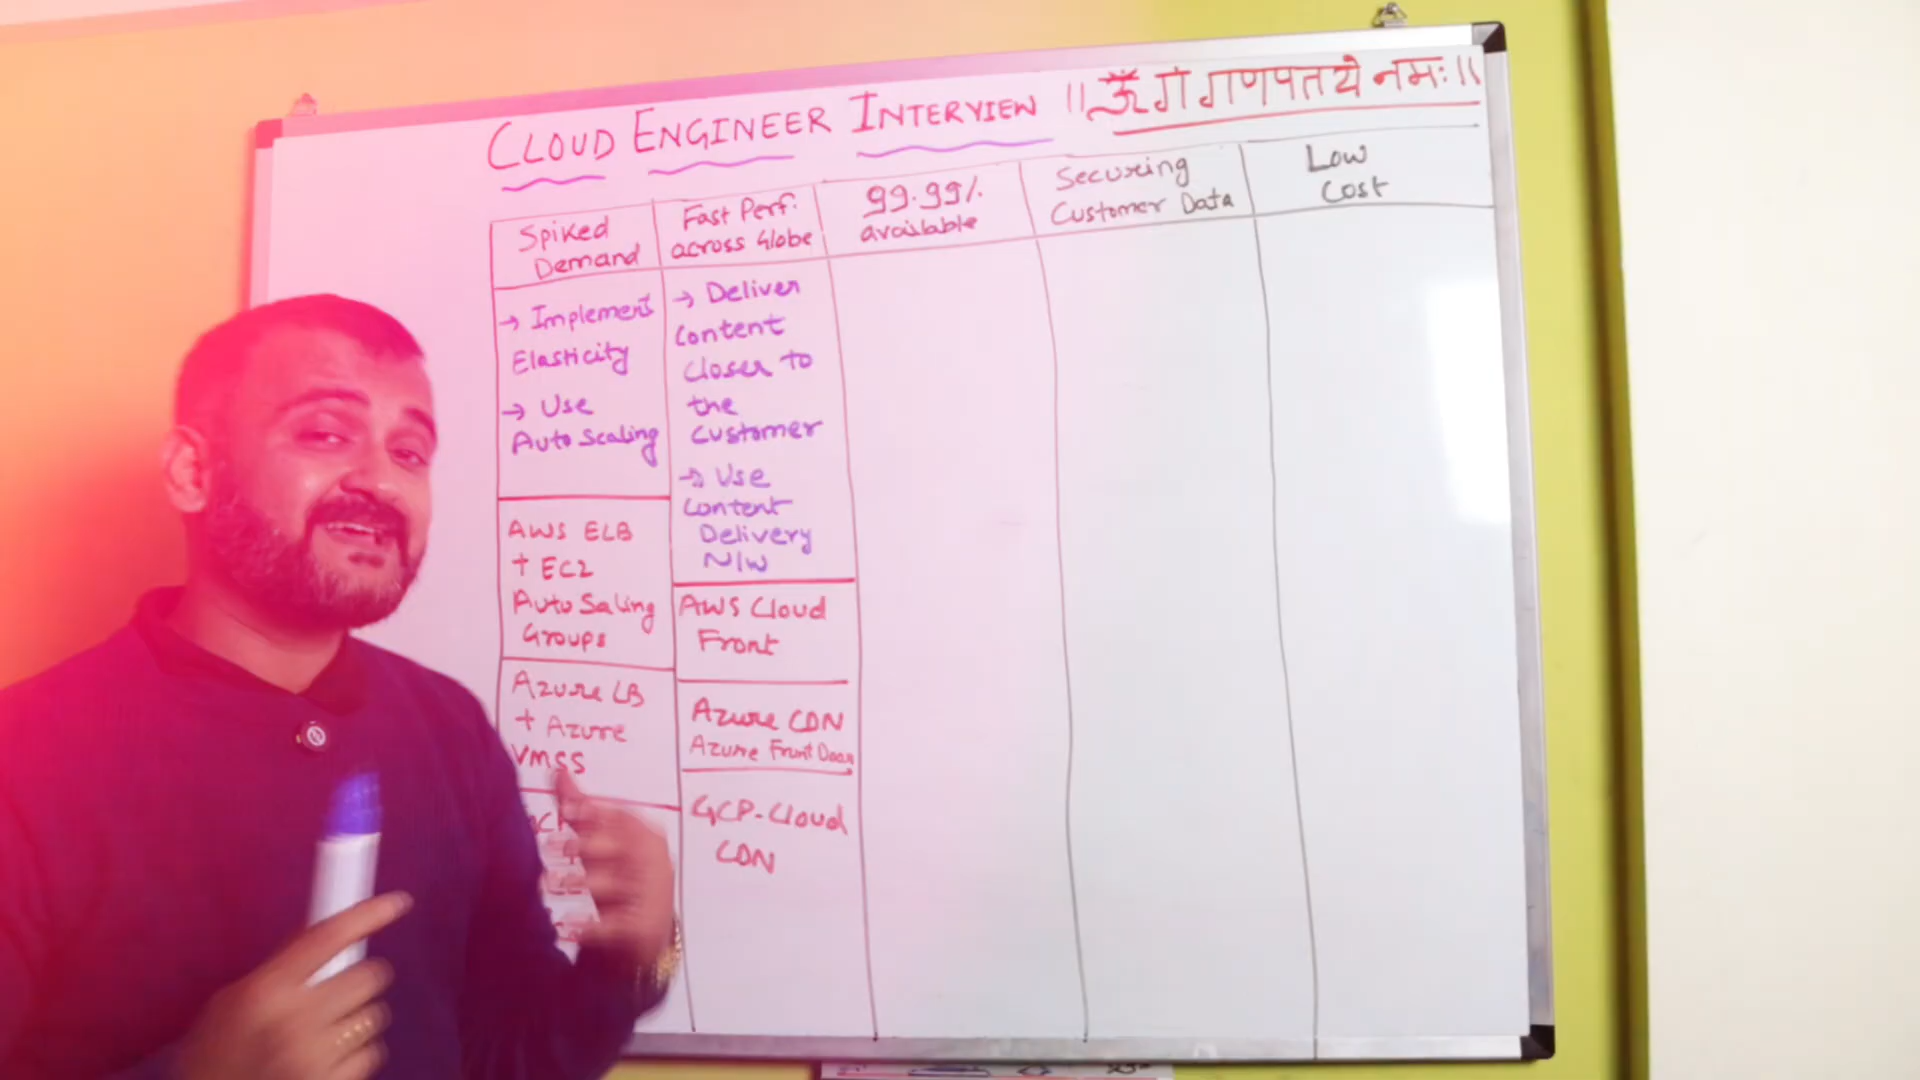 CLOUD ENGINEER INTERVIEW ||ॐ गं गणपतये नमः||
Spiked
Demand
→ Implement
Elasticity
→ Use
Auto Scaling
AWS ELB
+ EC2
Auto Saling
Groups
Azure LB
+ Azure
VMSS
Fast Perf.
across Globe
→ Deliver
Content
Closer to
the
Customer
→ Use
Content
Delivery
N/W
AWS Cloud
Front
Azure CDN
Azure Front Door
GCP-Cloud
CDN
99.99%
available
Securing
Customer Data
Low
Cost